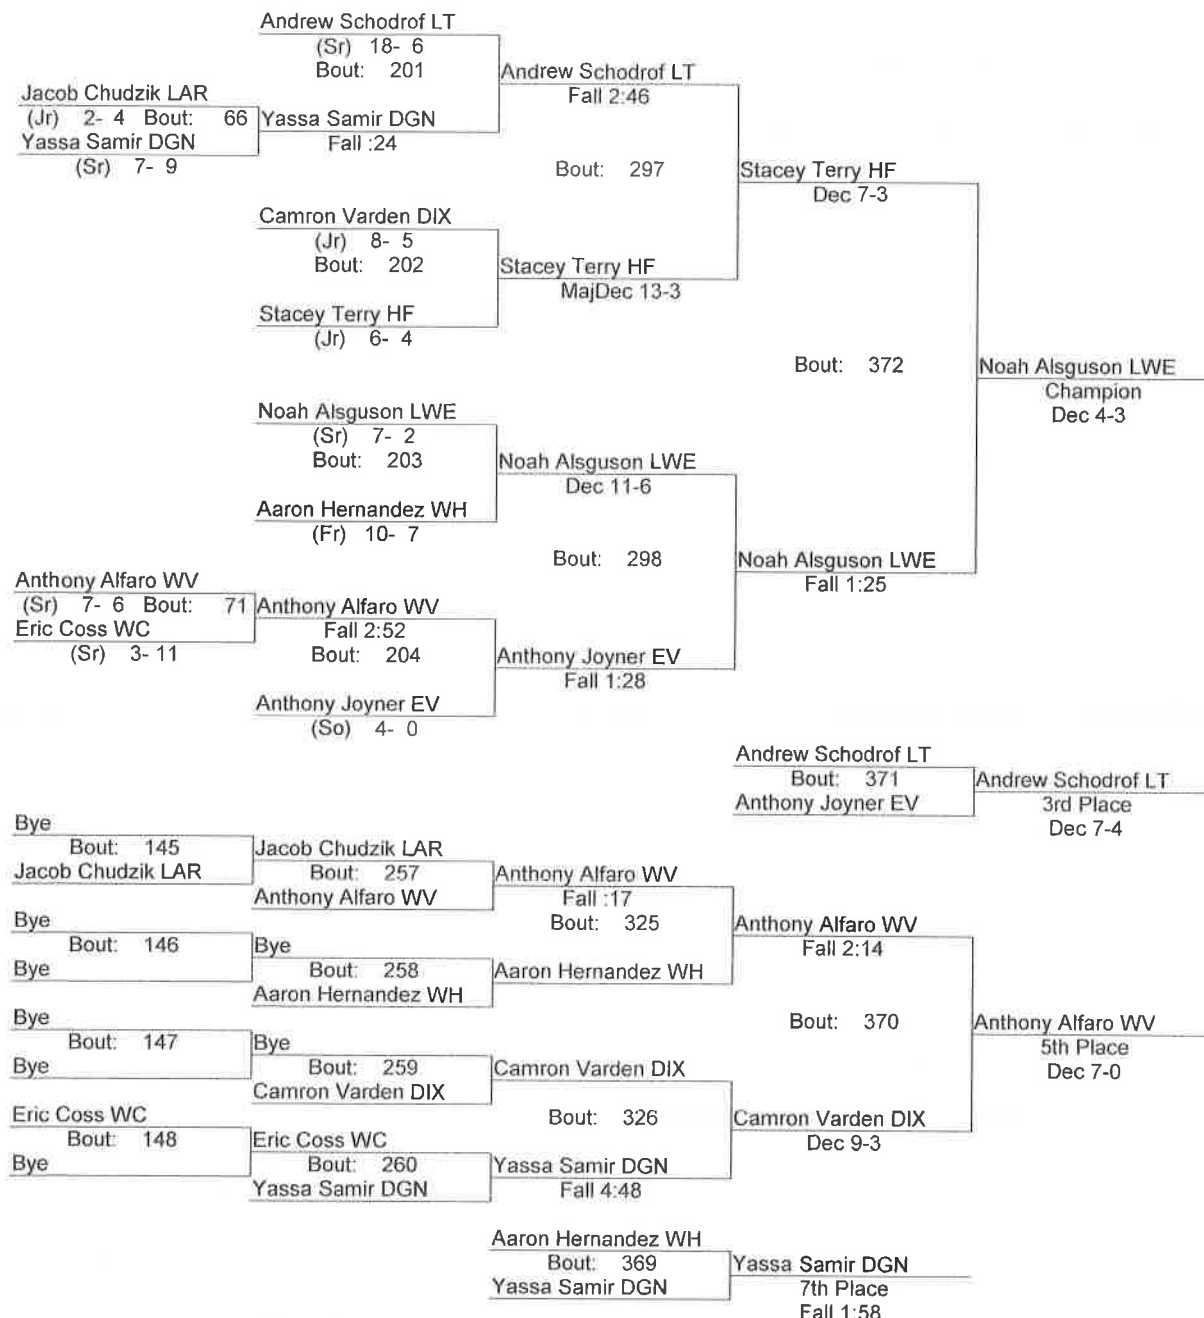 Andrew Schodrof LT
(Sr) 18- 6
Bout: 201
Andrew Schodrof LT
Fall 2:46
Jacob Chudzik LAR
(Jr) 2- 4 Bout: 66
Yassa Samir DGN
Yassa Samir DGN
Fall :24
(Sr) 7- 9
Bout: 297
Stacey Terry HF
Dec 7-3
Camron Varden DIX
(Jr) 8- 5
Bout: 202
Stacey Terry HF
MajDec 13-3
Stacey Terry HF
(Jr) 6- 4
Bout: 372
Noah Alsguson LWE
Champion
Dec 4-3
Noah Alsguson LWE
(Sr) 7- 2
Bout: 203
Noah Alsguson LWE
Dec 11-6
Aaron Hernandez WH
(Fr) 10- 7
Bout: 298
Noah Alsguson LWE
Fall 1:25
Anthony Alfaro WV
(Sr) 7- 6 Bout: 71
Anthony Alfaro WV
Eric Coss WC
Fall 2:52
(Sr) 3- 11
Bout: 204
Anthony Joyner EV
Fall 1:28
Anthony Joyner EV
(So) 4- 0
Andrew Schodrof LT
Bout: 371
Andrew Schodrof LT
Anthony Joyner EV
3rd Place
Dec 7-4
Bye
Bout: 145
Jacob Chudzik LAR
Jacob Chudzik LAR
Bout: 257
Anthony Alfaro WV
Anthony Alfaro WV
Fall :17
Bye
Bout: 325
Anthony Alfaro WV
Bout: 146
Bye
Fall 2:14
Bye
Bout: 258
Aaron Hernandez WH
Aaron Hernandez WH
Bye
Bout: 370
Anthony Alfaro WV
Bout: 147
Bye
5th Place
Bye
Bout: 259
Camron Varden DIX
Dec 7-0
Camron Varden DIX
Eric Coss WC
Bout: 326
Camron Varden DIX
Bout: 148
Eric Coss WC
Dec 9-3
Bye
Bout: 260
Yassa Samir DGN
Yassa Samir DGN
Fall 4:48
Aaron Hernandez WH
Bout: 369
Yassa Samir DGN
Yassa Samir DGN
7th Place
Fall 1:58